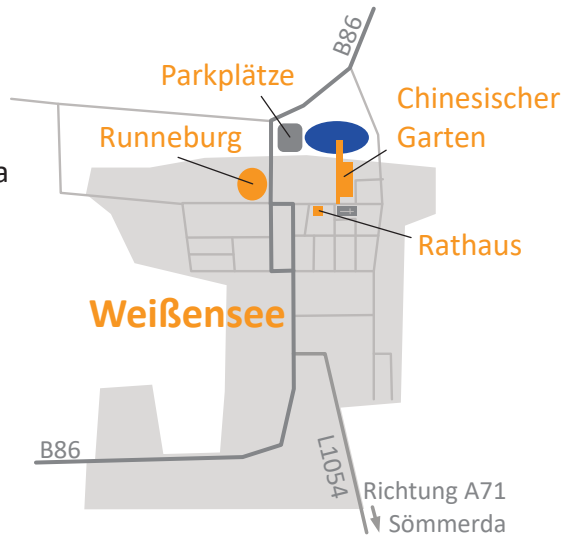 B86
Parkplätze
Chinesischer
Garten
Runneburg
a
Rathaus
Weißensee
B86
L1054
Richtung A71
Sömmerda